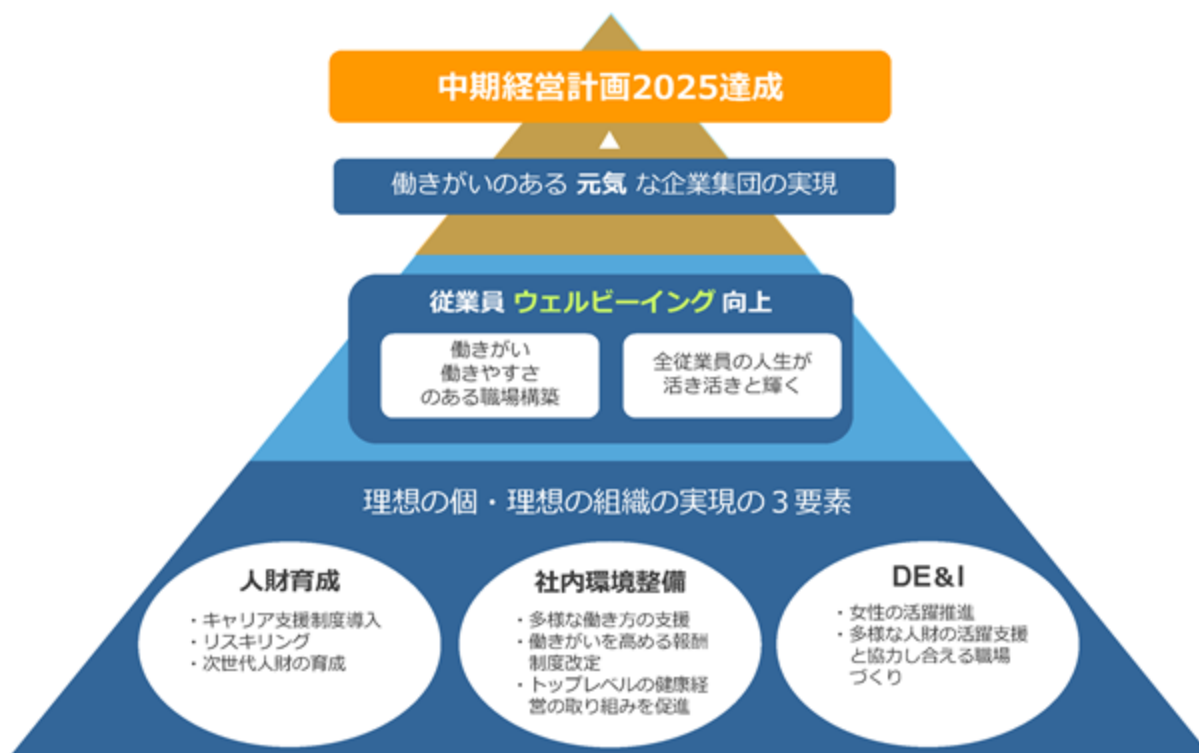 中期経営計画2025達成
働きがいのある 元気 な企業集団の実現
従業員 ウェルビーイング 向上
働きがい
働きやすさ
のある職場構築
全従業員の人生が
活き活きと輝く
理想の個・理想の組織の実現の3要素
人財育成
・キャリア支援制度導入
・リスキリング
・次世代人財の育成
社内環境整備
・多様な働き方の支援
・働きがいを高める報酬
制度改定
・トップレベルの健康経
営の取り組みを促進
DE&I
・女性の活躍推進
・多様な人財の活躍支援
と協力し合える職場
づくり